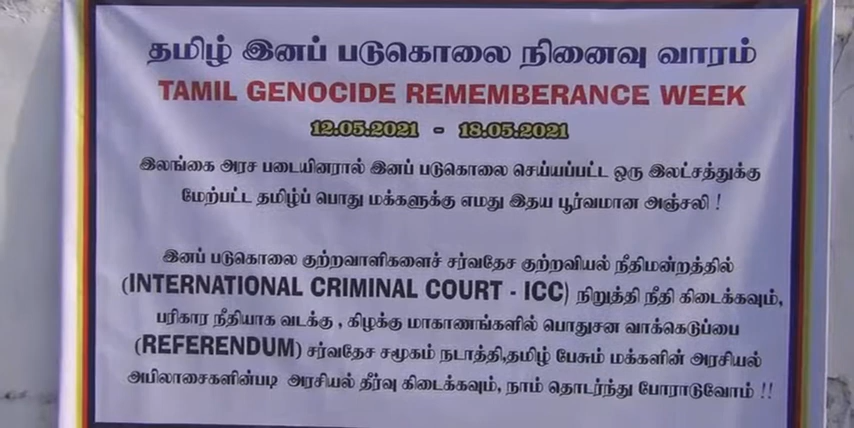 தமிழ் இனப் படுகொலை நினைவு வாரம்
TAMIL GENOCIDE REMEMBERANCE WEEK
12.05.2021 - 18.05.2021
இலங்கை அரச படையினரால் இனப் படுகொலை செய்யப்பட்ட ஒரு இலட்சத்துக்கு
மேற்பட்ட தமிழ்ப் பொது மக்களுக்கு எமது இதய பூர்வமான அஞ்சலி !
இனப் படுகொலை குற்றவாளிகளைச் சர்வதேச குற்றவியல் நீதிமன்றத்தில்
(INTERNATIONAL CRIMINAL COURT - ICC) நிறுத்தி நீதி கிடைக்கவும்,
பரிகார நீதியாக வடக்கு , கிழக்கு மாகாணங்களில் பொதுசன வாக்கெடுப்பை
(REFERENDUM) சர்வதேச சமூகம் நடாத்தி,தமிழ் பேசும் மக்களின் அரசியல்
அபிலாசைகளின்படி அரசியல் தீர்வு கிடைக்கவும், நாம் தொடர்ந்து போராடுவோம் !!